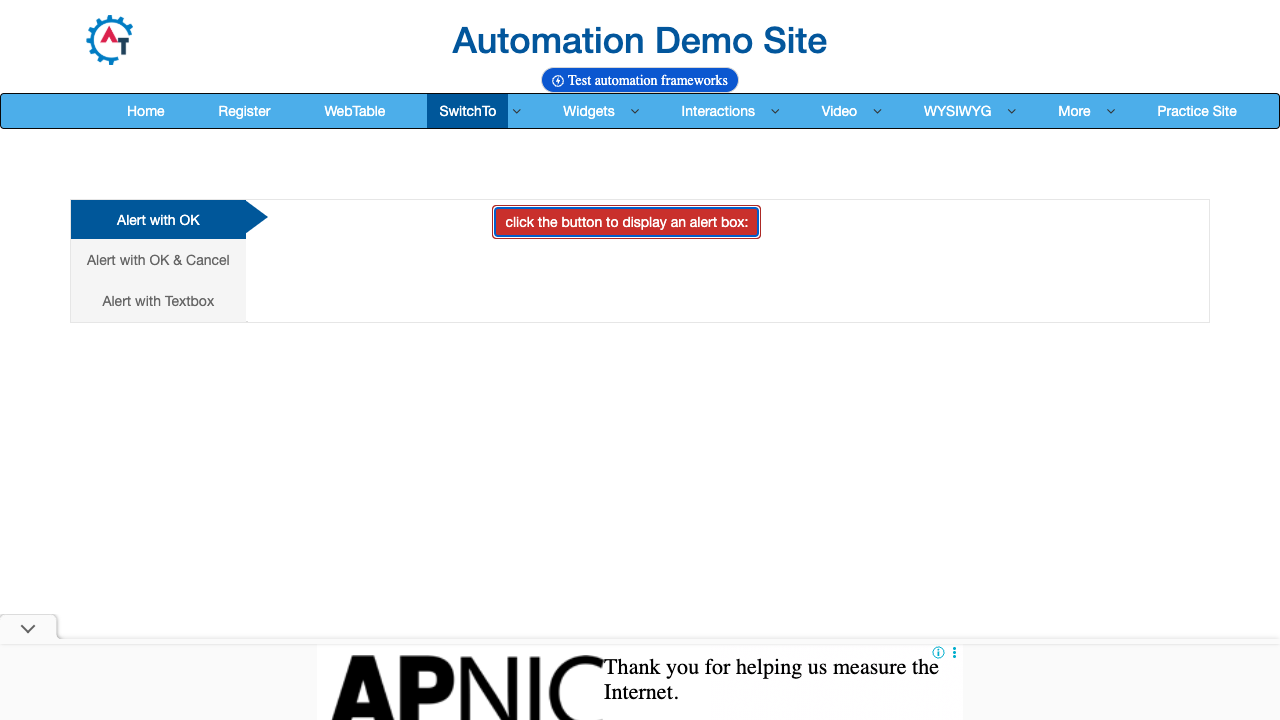 AT
Automation Demo Site
Test automation frameworks
Home Register WebTable SwitchTo Widgets Interactions Video WYSIWYG More Practice Site
Alert with OK
click the button to display an alert box:
Alert with OK & Cancel
Alert with Textbox
APNIC
Thank you for helping us measure the
Internet.